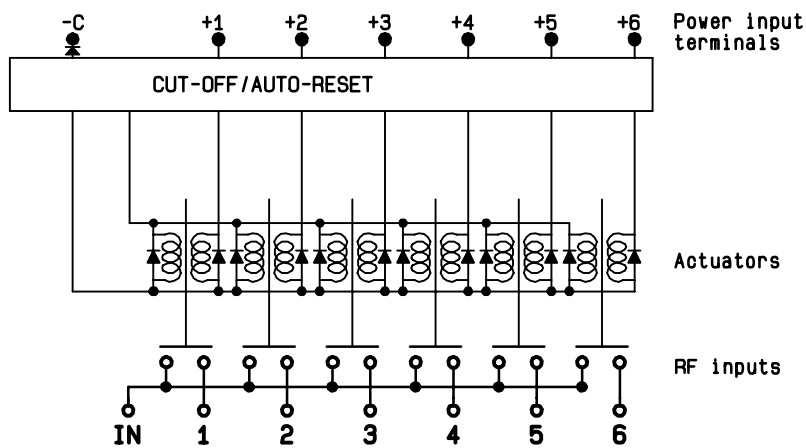 -C +1 +2 +3 +4 +5 +6 Power input
terminals
CUT-OFF/AUTO-RESET
Actuators
RF inputs
IN 1 2 3 4 5 6